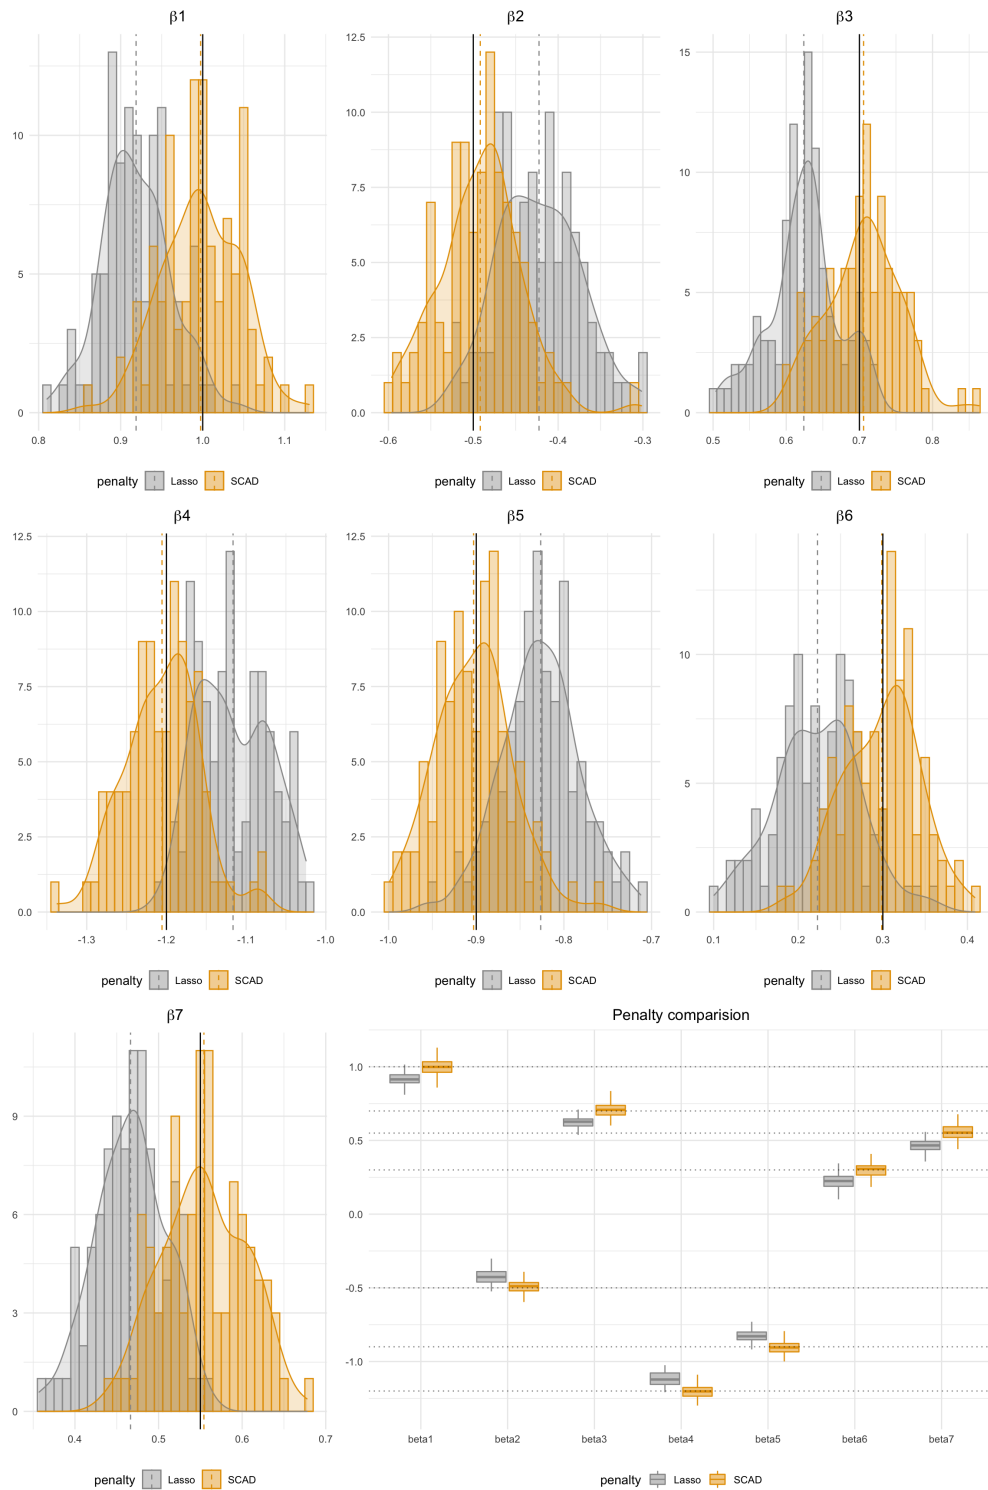 β1
β2
β3
10
5
0
0.8
0.9
1.0
1.1
12.5
10.0
7.5
5.0
2.5
0.0
-0.6
-0.5
-0.4
-0.3
15
10
5
0
0.5
0.6
0.7
0.8
penalty Lasso SCAD
penalty Lasso SCAD
penalty Lasso SCAD
β4
β5
β6
12.5
10.0
7.5
5.0
2.5
0.0
-1.3
-1.2
-1.1
-1.0
12.5
10.0
7.5
5.0
2.5
0.0
-1.0
-0.9
-0.8
-0.7
10
5
0
0.1
0.2
0.3
0.4
penalty Lasso SCAD
penalty Lasso SCAD
penalty Lasso SCAD
β7
Penalty comparision
9
6
3
0
0.4
0.5
0.6
0.7
1.0
0.5
0.0
-0.5
-1.0
beta1
beta2
beta3
beta4
beta5
beta6
beta7
penalty Lasso SCAD
penalty Lasso SCAD